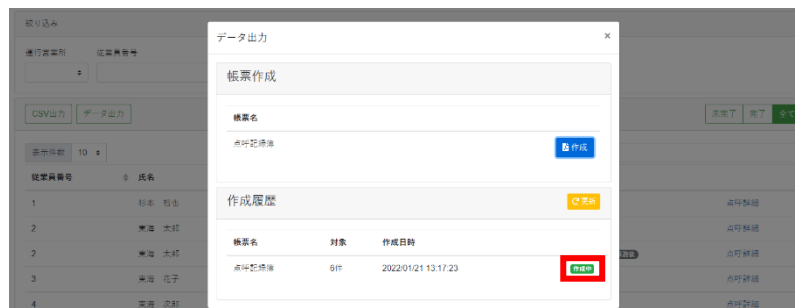 絞り込み
運行営業所 従業員番号
CSV出力 データ出力
未完了 完了 全て
表示件数 10
従業員番号 氏名
1 杉本 哲也 点呼詳細
2 東海 太郎 点呼詳細
2 東海 太郎 点呼詳細
3 東海 花子 点呼詳細
4 東海 次郎 点呼詳細
データ出力 ×
帳票作成
帳票名
点呼記録簿 作成
作成履歴 更新
帳票名 対象 作成日時
点呼記録簿 6件 2022/01/21 13:17:23 作成中